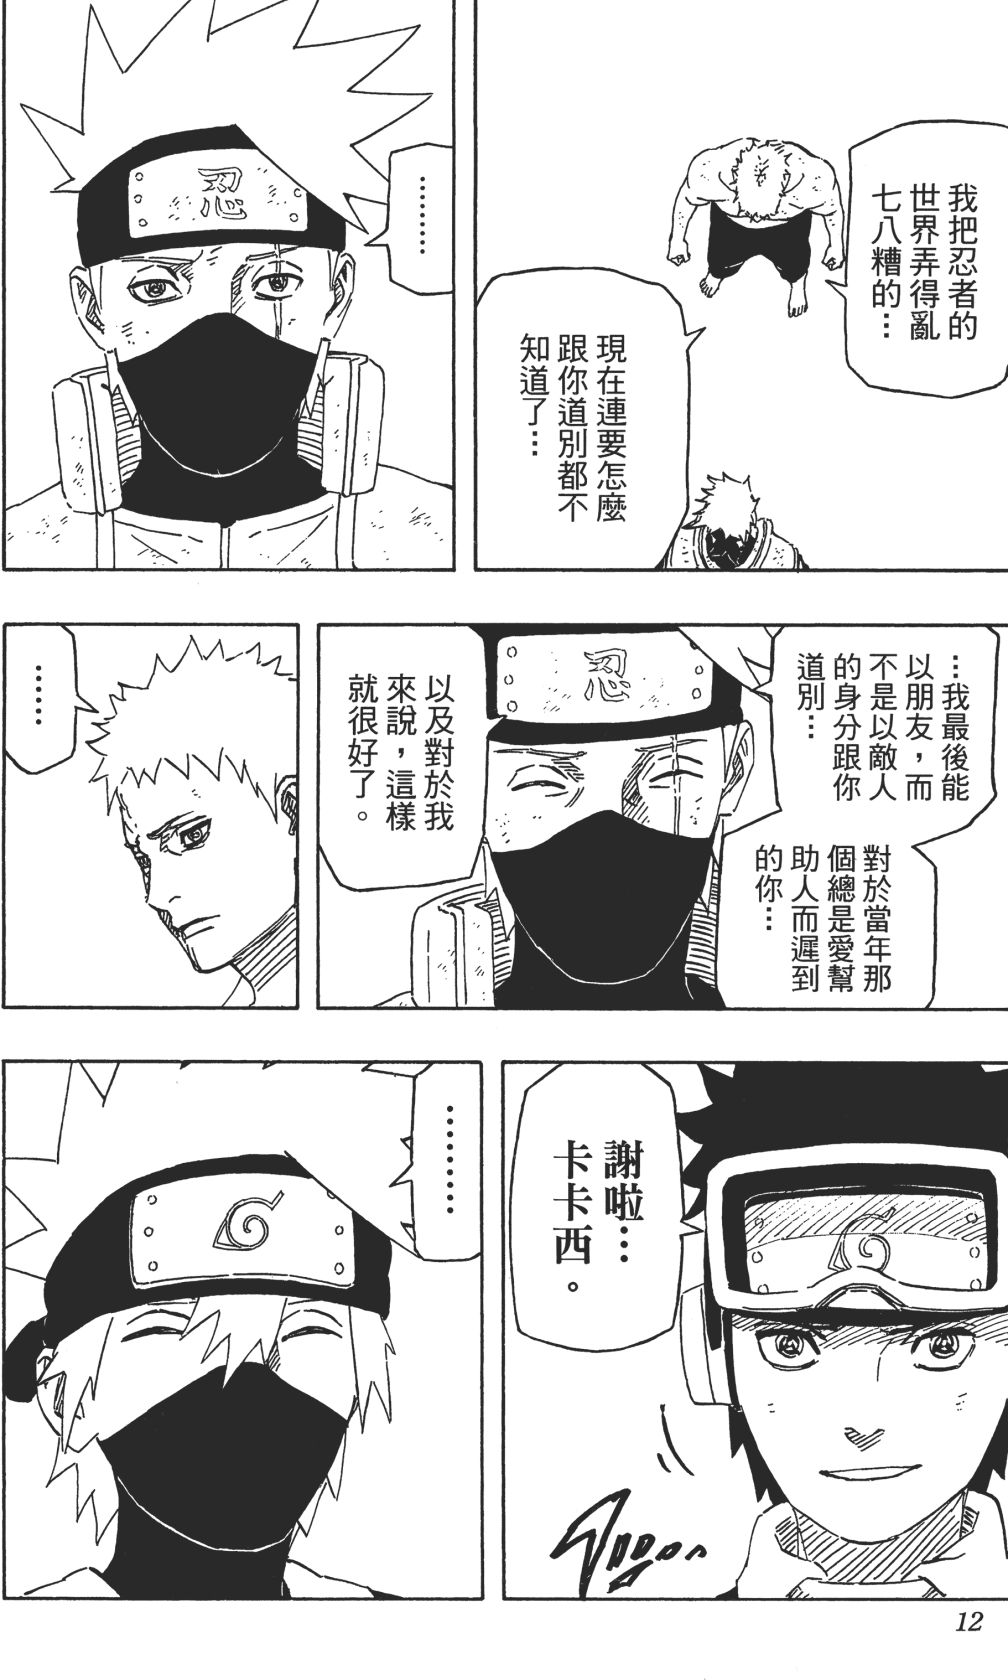 我把忍者的
世界弄得亂
七八糟的…
現在連要怎麼
跟你道別都不
知道了…
………
忍
…我最後能
以朋友，而
不是以敵人
的身分跟你
道別…
對於當年那
個總是愛幫
助人而遲到
的你…
以及對於我
來說，這樣
就很好了。
忍
……
謝啦…
卡卡西。
………
12